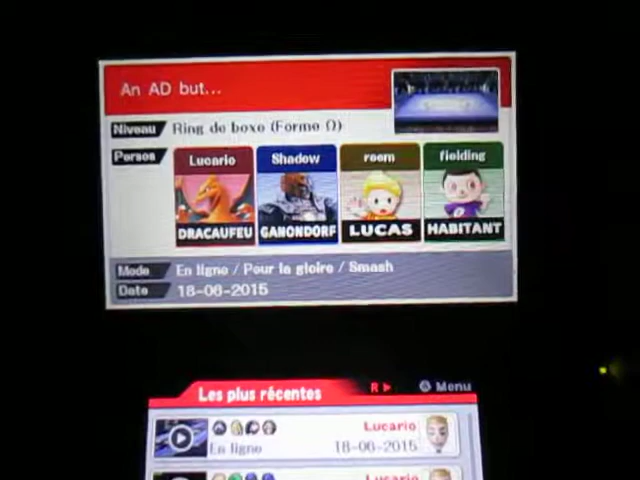 An AD but...
Niveau Ring de boxe (Forme Ω)
Persos
Lucario Shadow room fielding
DRACAUFEU GANONDORF LUCAS HABITANT
Mode En ligne / Pour la gloire / Smash
Date 18-06-2015
Les plus récentes R Menu
Lucario
En ligne 18-06-2015
Lucario